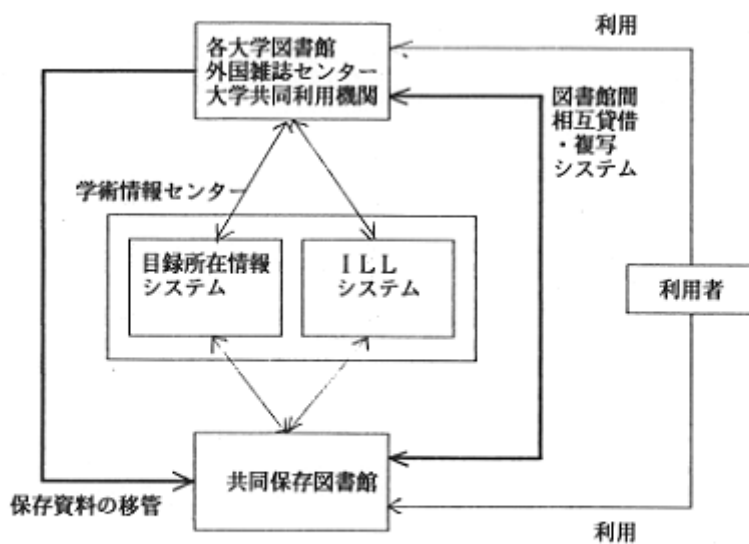 利用
各大学図書館
外国雑誌センター
大学共同利用機関
図書館間
相互貸借
・複写
システム
学術情報センター
目録所在情報
システム
ＩＬＬ
システム
利用者
共同保存図書館
保存資料の移管
利用